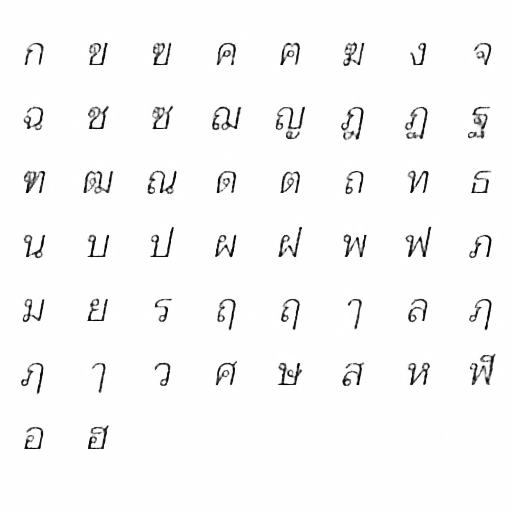 ก ข ฃ ค ฅ ฆ ง จ
ฉ ช ซ ฌ ญ ฎ ฏ ฐ
ฑ ฒ ณ ด ต ถ ท ธ
น บ ป ผ ฝ พ ฟ ภ
ม ย ร ฤ ฤ ๅ ล ฦ
ฦ ๅ ว ศ ษ ส ห ฬ
อ ฮ